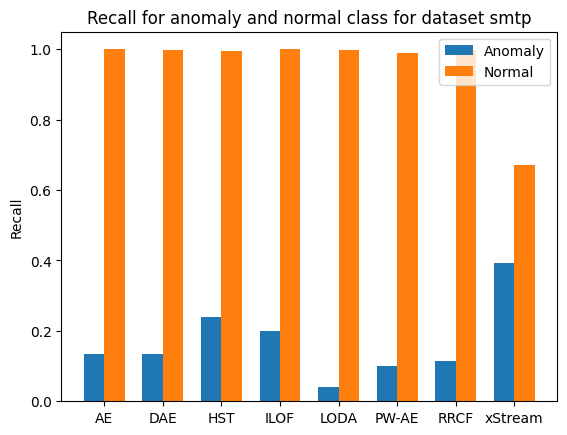 Recall for anomaly and normal class for dataset smtp
Anomaly
Normal
1.0
0.8
0.6
0.4
0.2
0.0
Recall
AE DAE HST ILOF LODA PW-AE RRCF xStream